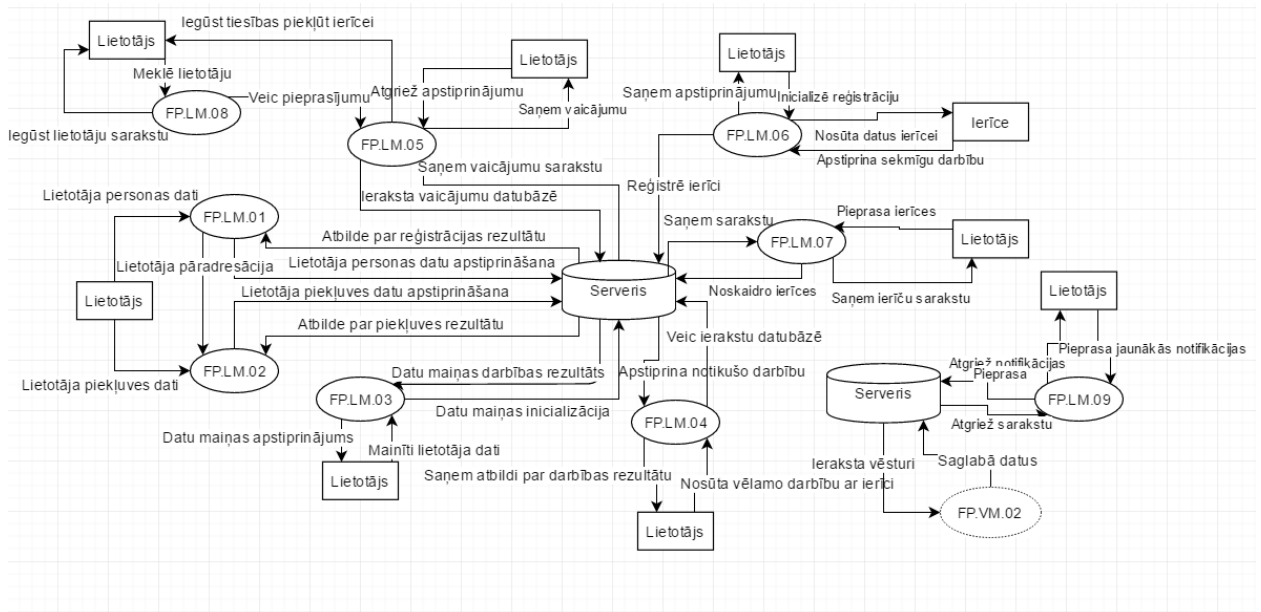 Iegūst tiesības piekļūt ierīcei
Lietotājs
Meklē lietotāju
FP.LM.08
Veic pieprasījumu
Iegūst lietotāju sarakstu
Lietotājs
Atgriež apstiprinājumu
Saņem vaicājumu
FP.LM.05
Saņem vaicājumu sarakstu
Ieraksta vaicājumu datubāzē
Lietotājs
Saņem apstiprinājumu
Inicializē reģistrāciju
FP.LM.06
Ierīce
Nosūta datus ierīcei
Apstiprina sekmīgu darbību
Reģistrē ierīci
Lietotāja personas dati
FP.LM.01
Atbilde par reģistrācijas rezultātu
Lietotāja pāradresācija
Lietotāja personas datu apstiprināšana
Lietotājs
Lietotāja piekļuves datu apstiprināšana
Atbilde par piekļuves rezultātu
FP.LM.02
Lietotāja piekļuves dati
Serveris
Saņem sarakstu
Pieprasa ierīces
FP.LM.07
Lietotājs
Noskaidro ierīces
Saņem ierīču sarakstu
Datu maiņas darbības rezultāts
FP.LM.03
Datu maiņas inicializācija
Datu maiņas apstiprinājums
Mainīti lietotāja dati
Lietotājs
Veic ierakstu datubāzē
Apstiprina notikušo darbību
FP.LM.04
Saņem atbildi par darbības rezultātu
Nosūta vēlamo darbību ar ierīci
Lietotājs
Lietotājs
Pieprasa jaunākās notifikācijas
Atgriež notifikācijas
Pieprasa
Serveris
FP.LM.09
Atgriež sarakstu
Ieraksta vēsturi
Saglabā datus
FP.VM.02